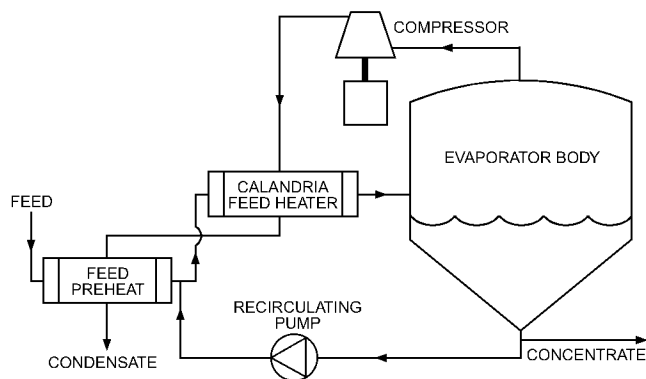 COMPRESSOR
EVAPORATOR BODY
CALANDRIA
FEED HEATER
FEED
FEED
PREHEAT
RECIRCULATING
PUMP
CONDENSATE
CONCENTRATE